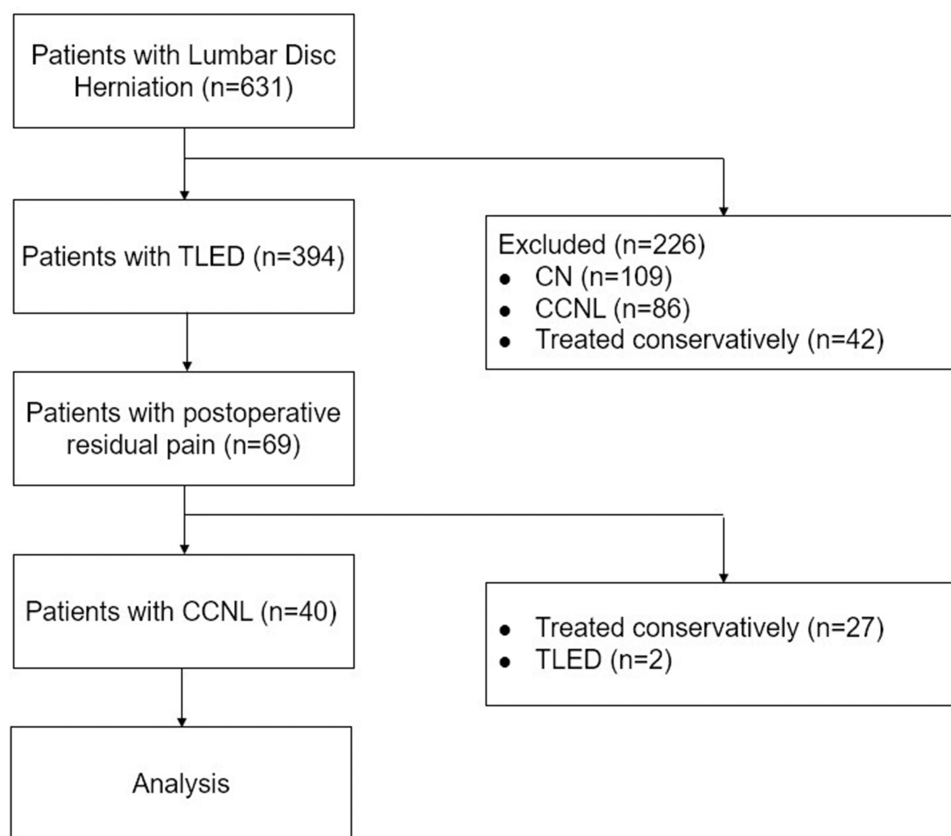 Patients with Lumbar Disc
Herniation (n=631)
Patients with TLED (n=394)
Excluded (n=226)
● CN (n=109)
● CCNL (n=86)
● Treated conservatively (n=42)
Patients with postoperative
residual pain (n=69)
Patients with CCNL (n=40)
● Treated conservatively (n=27)
● TLED (n=2)
Analysis